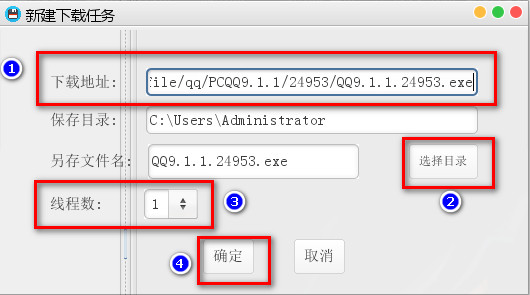 新建下载任务
① 下载地址: file/qq/PCQQ9.1.1/24953/QQ9.1.1.24953.exe
保存目录: C:\Users\Administrator
另存文件名: QQ9.1.1.24953.exe 选择目录
②
线程数: 1 ③
④ 确定 取消